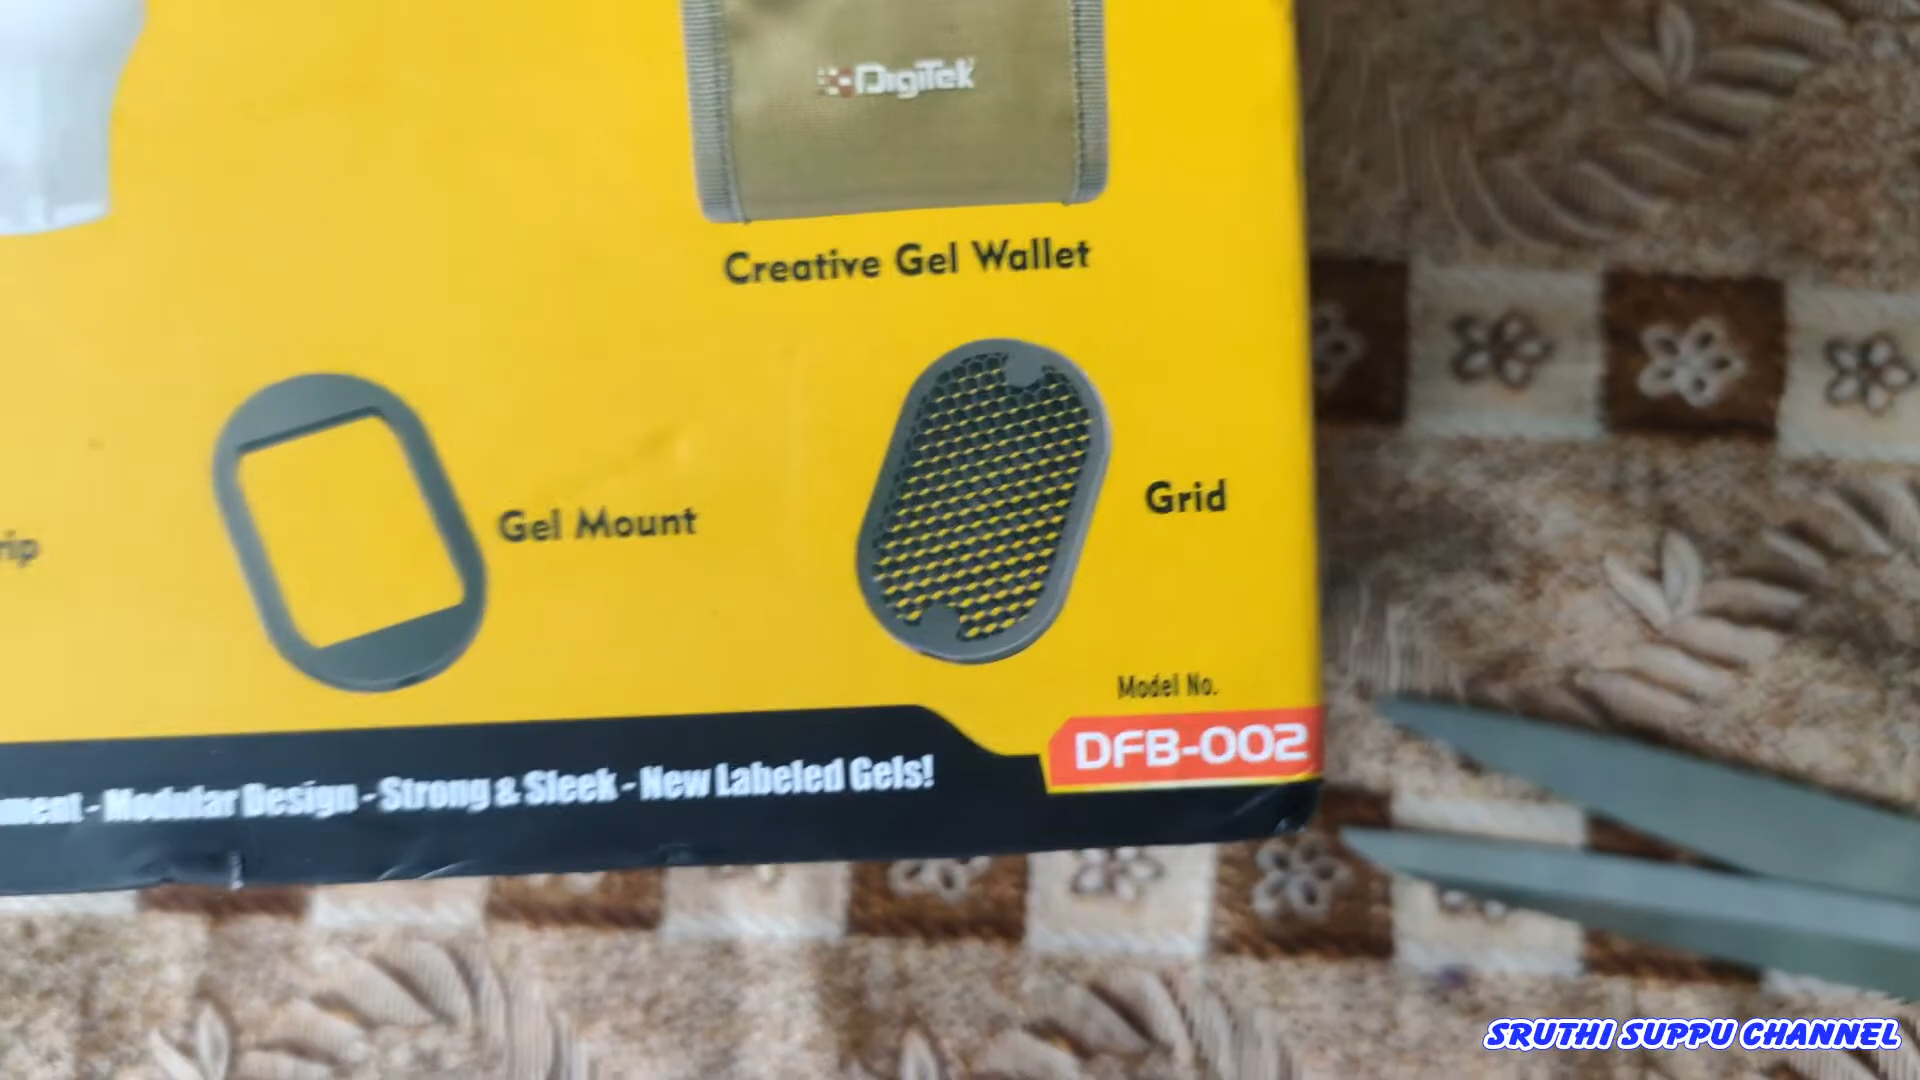 DigiTek
Creative Gel Wallet
Gel Mount
Grid
Model No.
DFB-002
- Modular Design - Strong & Sleek - New Labeled Gels!
SRUTHI SUPPU CHANNEL